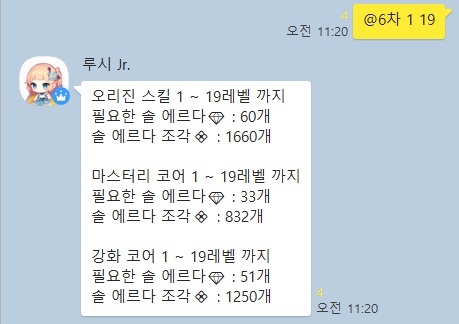 4
오전 11:20
@6차 1 19
루시 Jr.
오리진 스킬 1 ~ 19레벨 까지
필요한 솔 에르다 : 60개
솔 에르다 조각 : 1660개
마스터리 코어 1 ~ 19레벨 까지
필요한 솔 에르다 : 33개
솔 에르다 조각 : 832개
강화 코어 1 ~ 19레벨 까지
필요한 솔 에르다 : 51개
솔 에르다 조각 : 1250개
4
오전 11:20